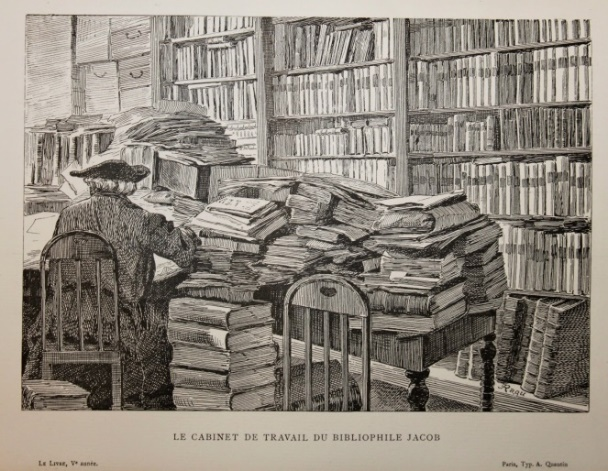 LE CABINET DE TRAVAIL DU BIBLIOPHILE JACOB
Le Livre, Vᵉ année.
Paris, Typ. A. Quantin